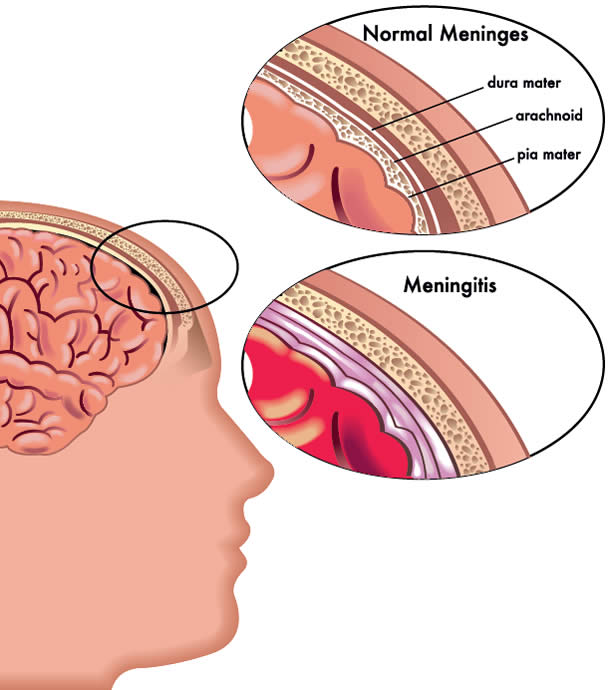 Normal Meninges
dura mater
arachnoid
pia mater
Meningitis